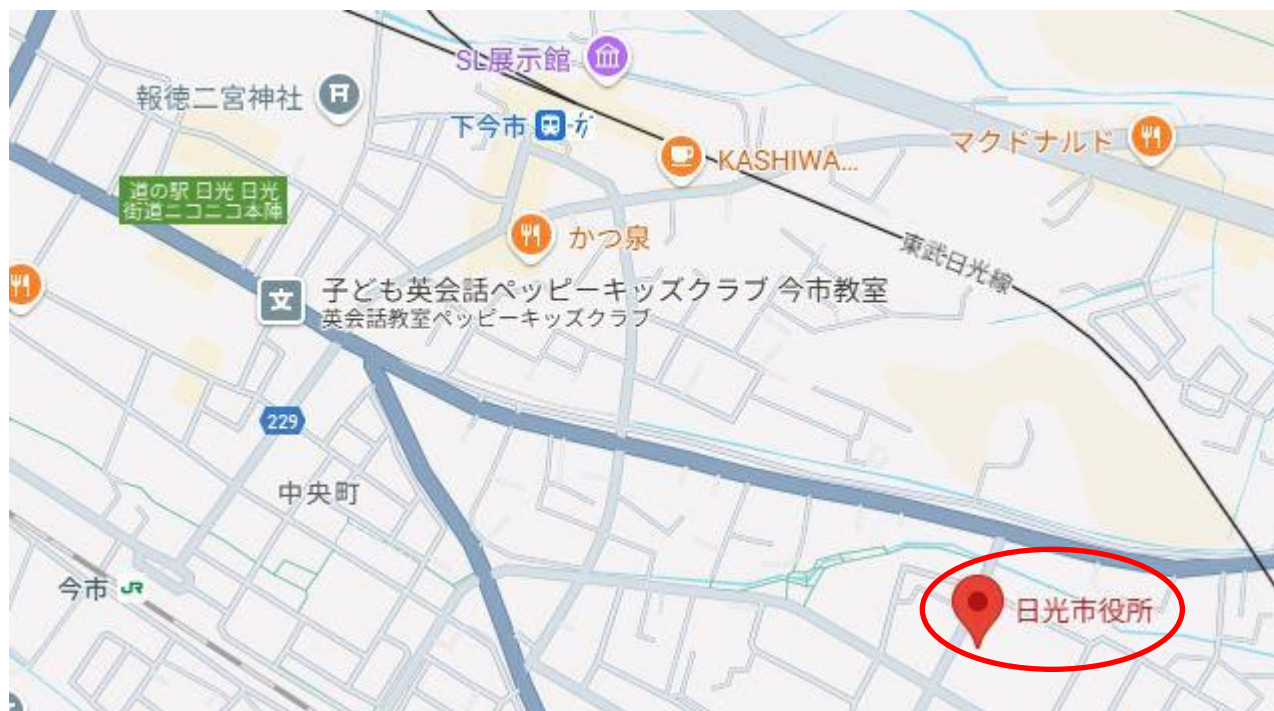 SL展示館
報徳二宮神社
下今市
マクドナルド
KASHIWA...
道の駅 日光 日光
街道ニコニコ本陣
かつ泉
東武日光線
子ども英会話ペッピーキッズクラブ 今市教室
英会話教室ペッピーキッズクラブ
文
229
中央町
今市 JR
日光市役所